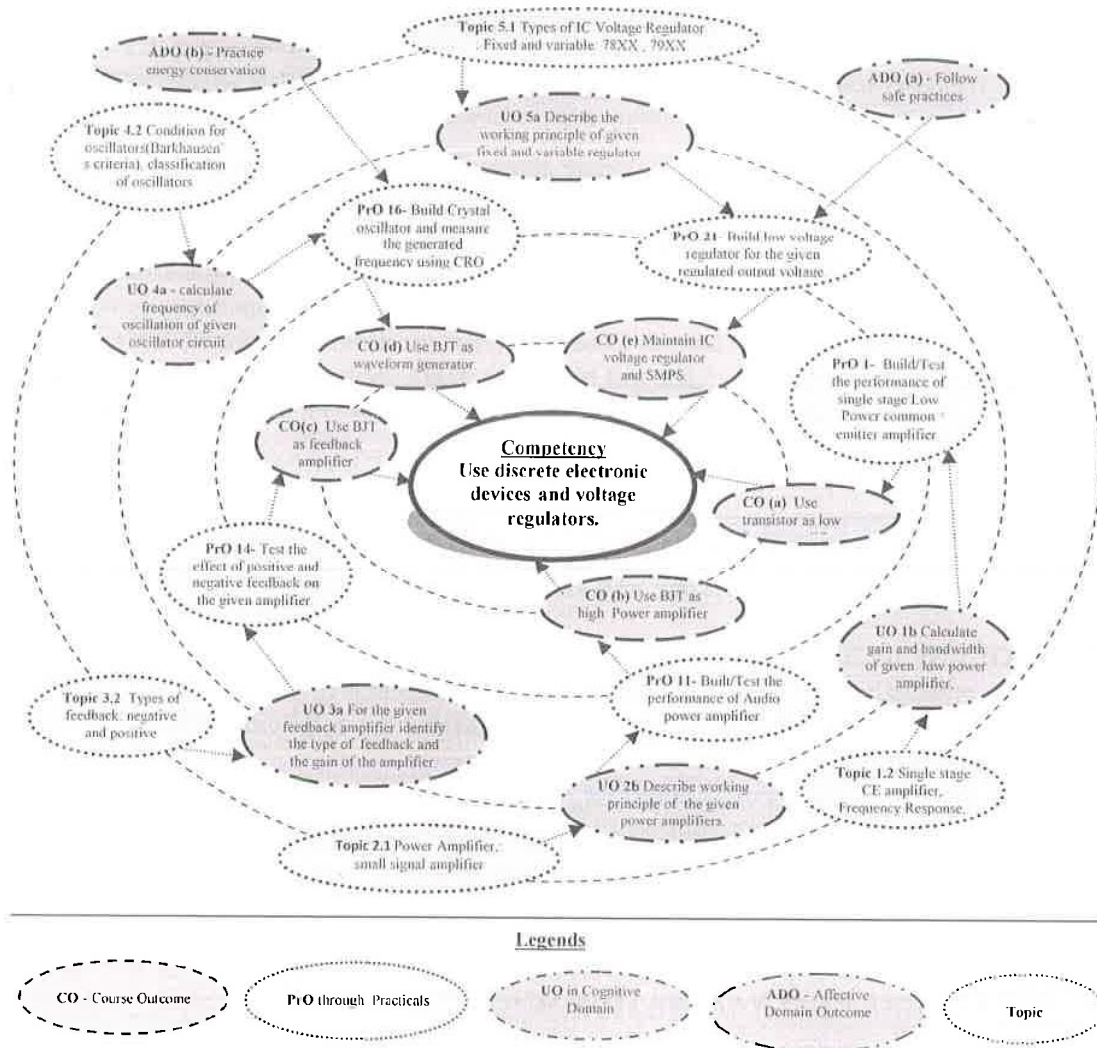 Topic 5.1 Types of IC Voltage Regulator
: Fixed and variable 78XX , 79XX
ADO (b) - Practice
energy conservation
ADO (a) - Follow
safe practices
Topic 4.2 Condition for
oscillators(Barkhausen'
s criteria), classification
of oscillators
UO 5a Describe the
working principle of given
fixed and variable regulator
PrO 16- Build Crystal
oscillator and measure
the generated
frequency using CRO
PrO 21- Build low voltage
regulator for the given
regulated output voltage
UO 4a - calculate
frequency of
oscillation of given
oscillator circuit
CO (d) Use BJT as
waveform generator.
CO (e) Maintain IC
voltage regulator
and SMPS.
PrO 1- Build/Test
the performance of
single stage Low
Power common
emitter amplifier
CO(c) Use BJT
as feedback
amplifier
Competency
Use discrete electronic
devices and voltage
regulators.
CO (a) Use
transistor as low
PrO 14- Test the
effect of positive and
negative feedback on
the given amplifier
CO (b) Use BJT as
high Power amplifier
UO 1b Calculate
gain and bandwidth
of given low power
amplifier.
PrO 11- Built/Test the
performance of Audio
power amplifier
Topic 3.2 Types of
feedback: negative
and positive
UO 3a For the given
feedback amplifier identify
the type of feedback and
the gain of the amplifier.
UO 2b Describe working
principle of the given
power amplifiers.
Topic 1.2 Single stage
CE amplifier,
Frequency Response.
Topic 2.1 Power Amplifier,
small signal amplifier
Legends
CO - Course Outcome
PrO through Practicals
UO in Cognitive
Domain
ADO - Affective
Domain Outcome
Topic